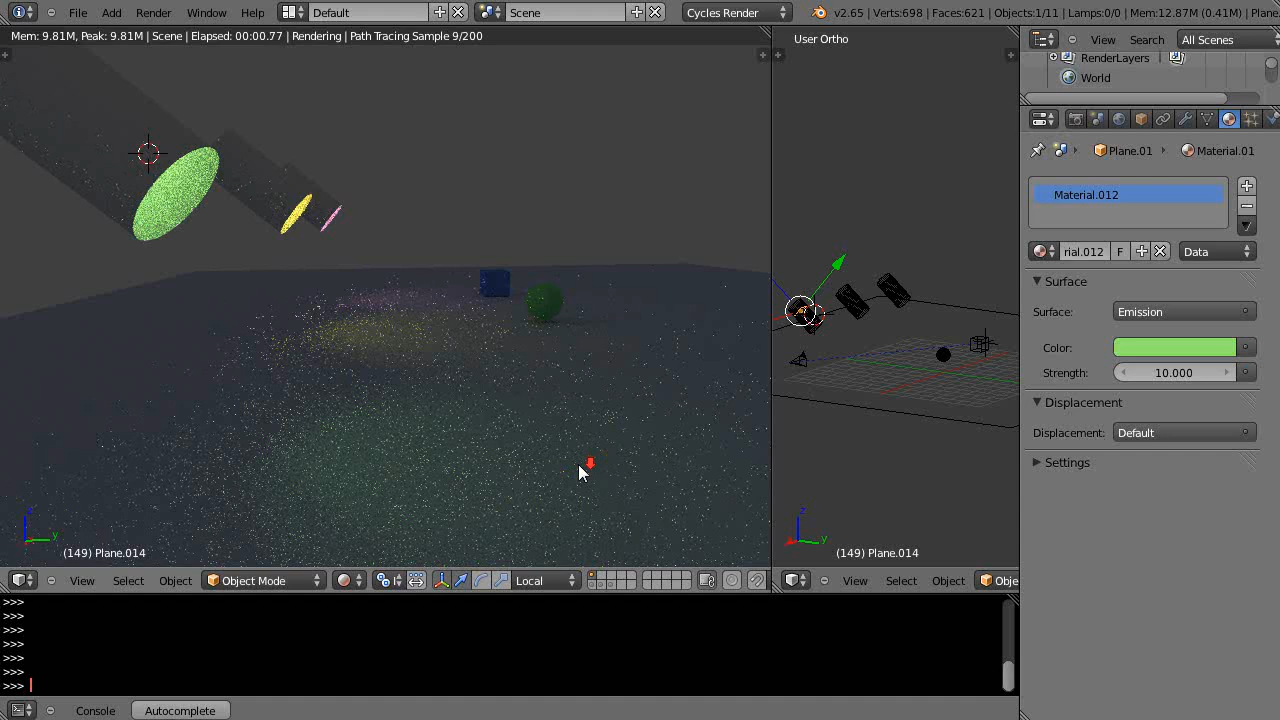 File Add Render Window Help Default Scene Cycles Render v2.65 | Verts:698 | Faces:621 | Objects:1/11 | Lamps:0/0 | Mem:12.87M (0.41M) | Plane
Mem: 9.81M, Peak: 9.81M | Scene | Elapsed: 00:00.77 | Rendering | Path Tracing Sample 9/200
User Ortho
View Search All Scenes
RenderLayers
World
Plane.01 Material.01
Material.012
rial.012 F Data
Surface
Surface: Emission
Color:
Strength: 10.000
Displacement
Displacement: Default
Settings
z
y
(149) Plane.014
z
y
(149) Plane.014
View Select Object Object Mode Local
View Select Object Obje
>>>
>>>
>>>
>>>
>>>
>>>
>>>
Console Autocomplete